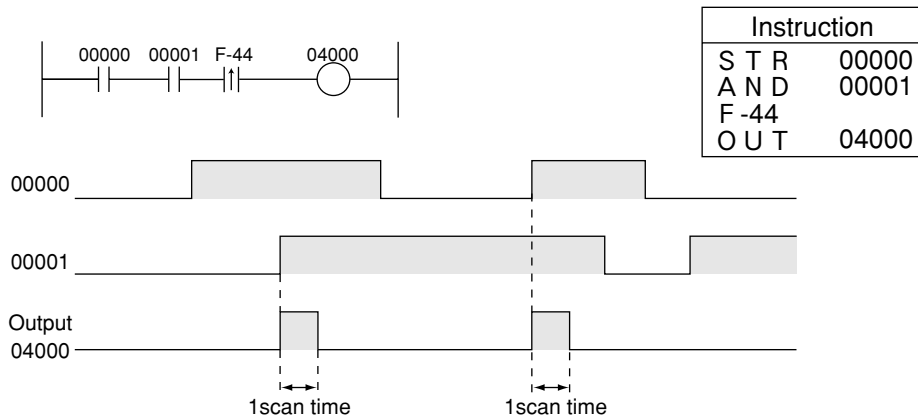 00000 00001 F-44 04000
Instruction
S T R 00000
A N D 00001
F-44
O U T 04000
00000
00001
Output
04000
1scan time 1scan time